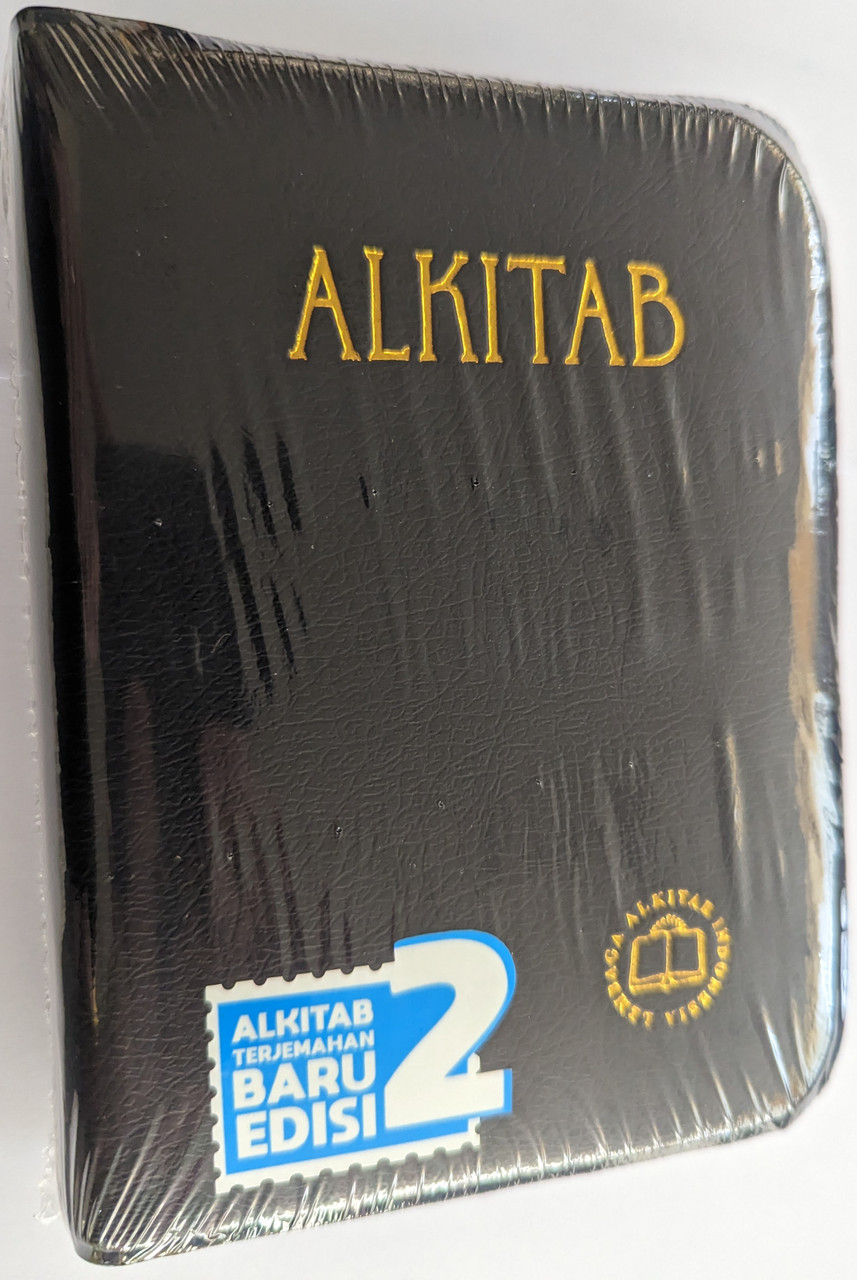 ALKITAB
LEMBAGA ALKITAB INDONESIA
ALKITAB
TERJEMAHAN
BARU
EDISI 2